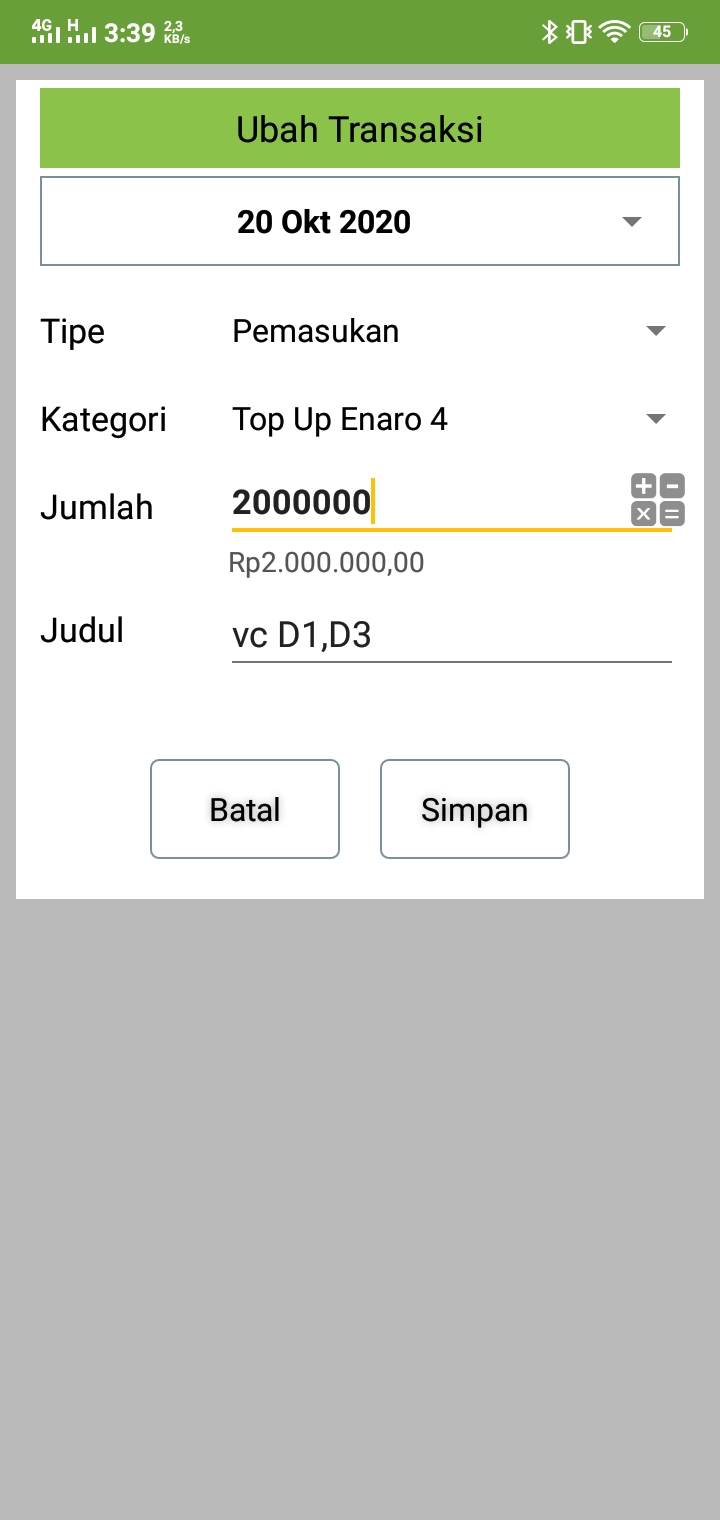 4G H 3:39 2,3 KB/s 45
Ubah Transaksi
20 Okt 2020
Tipe Pemasukan
Kategori Top Up Enaro 4
Jumlah 2000000
Rp2.000.000,00
Judul vc D1,D3
Batal Simpan